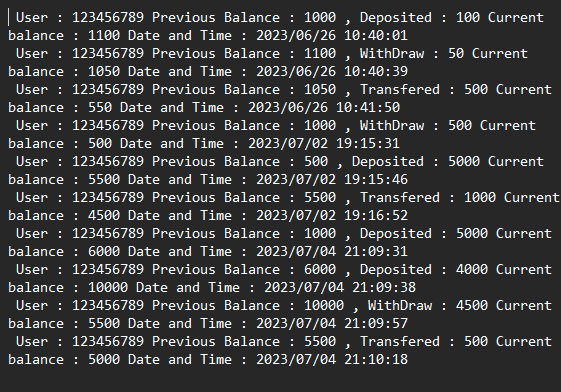 User : 123456789 Previous Balance : 1000 , Deposited : 100 Current
balance : 1100 Date and Time : 2023/06/26 10:40:01
User : 123456789 Previous Balance : 1100 , WithDraw : 50 Current
balance : 1050 Date and Time : 2023/06/26 10:40:39
User : 123456789 Previous Balance : 1050 , Transfered : 500 Current
balance : 550 Date and Time : 2023/06/26 10:41:50
User : 123456789 Previous Balance : 1000 , WithDraw : 500 Current
balance : 500 Date and Time : 2023/07/02 19:15:31
User : 123456789 Previous Balance : 500 , Deposited : 5000 Current
balance : 5500 Date and Time : 2023/07/02 19:15:46
User : 123456789 Previous Balance : 5500 , Transfered : 1000 Current
balance : 4500 Date and Time : 2023/07/02 19:16:52
User : 123456789 Previous Balance : 1000 , Deposited : 5000 Current
balance : 6000 Date and Time : 2023/07/04 21:09:31
User : 123456789 Previous Balance : 6000 , Deposited : 4000 Current
balance : 10000 Date and Time : 2023/07/04 21:09:38
User : 123456789 Previous Balance : 10000 , WithDraw : 4500 Current
balance : 5500 Date and Time : 2023/07/04 21:09:57
User : 123456789 Previous Balance : 5500 , Transfered : 500 Current
balance : 5000 Date and Time : 2023/07/04 21:10:18